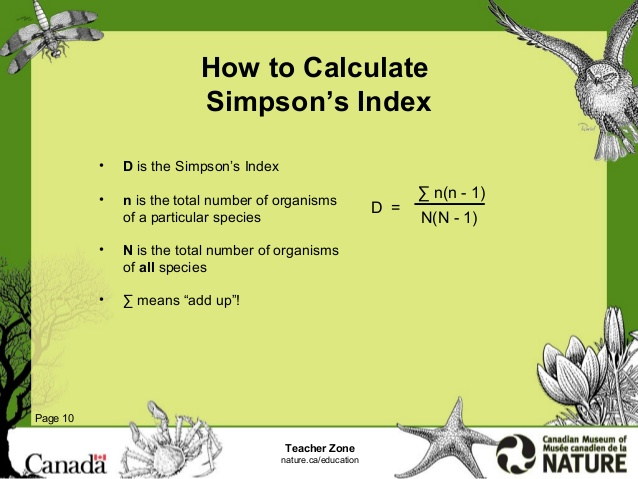 How to Calculate
Simpson’s Index
• D is the Simpson’s Index
• n is the total number of organisms
of a particular species
• N is the total number of organisms
of all species
• ∑ means “add up”!
D = ∑ n(n - 1)
N(N - 1)
Page 10
Teacher Zone
nature.ca/education
Canada
Canadian Museum of
Musée canadien de la
NATURE